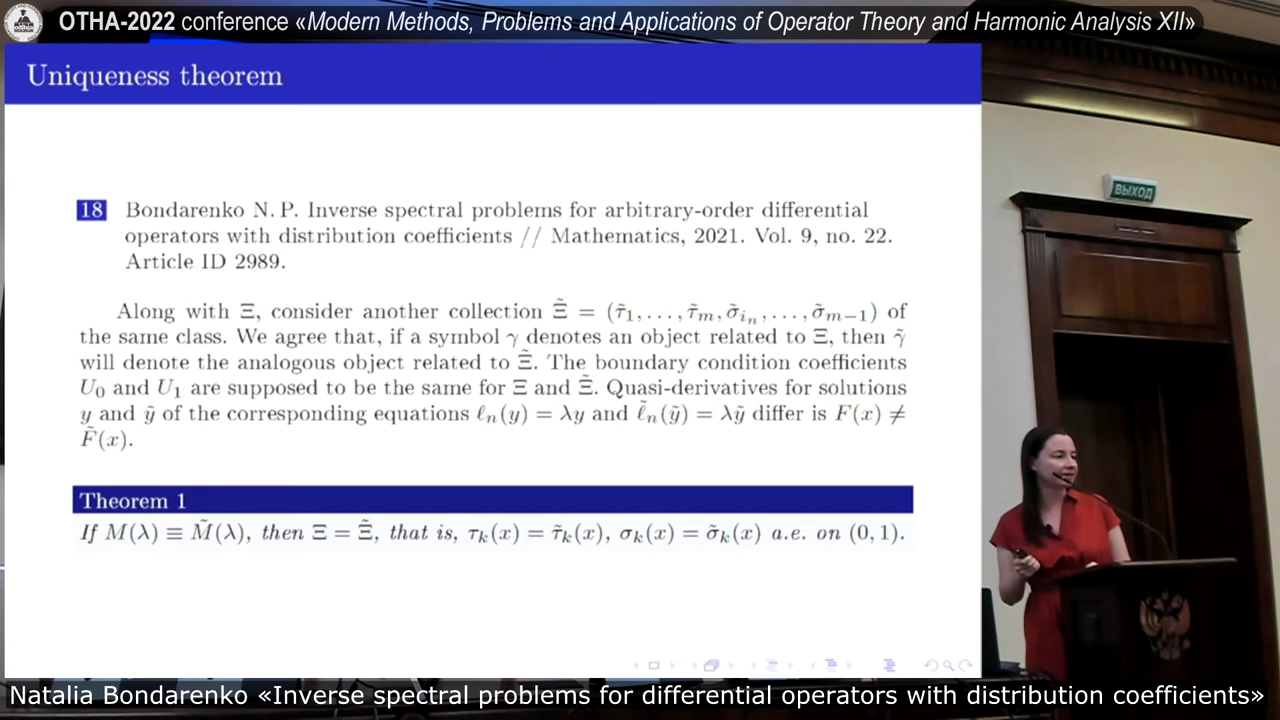 OTHA-2022 conference «Modern Methods, Problems and Applications of Operator Theory and Harmonic Analysis XII»
Uniqueness theorem
18 Bondarenko N. P. Inverse spectral problems for arbitrary-order differential
operators with distribution coefficients // Mathematics, 2021. Vol. 9, no. 22.
Article ID 2989.
Along with Ξ, consider another collection Ξ̃ = (τ̃₁, . . . , τ̃ₘ, σ̃_{iₙ}, . . . , σ̃ₘ₋₁) of
the same class. We agree that, if a symbol γ denotes an object related to Ξ, then γ̃
will denote the analogous object related to Ξ̃. The boundary condition coefficients
U₀ and U₁ are supposed to be the same for Ξ and Ξ̃. Quasi-derivatives for solutions
y and ỹ of the corresponding equations ℓₙ(y) = λy and ℓ̃ₙ(ỹ) = λỹ differ is F(x) ≠
F̃(x).
Theorem 1
If M(λ) ≡ M̃(λ), then Ξ = Ξ̃, that is, τₖ(x) = τ̃ₖ(x), σₖ(x) = σ̃ₖ(x) a.e. on (0, 1).
ВЫХОД
Natalia Bondarenko «Inverse spectral problems for differential operators with distribution coefficients»